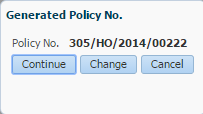 Generated Policy No.
Policy No. 305/HO/2014/00222
Continue Change Cancel